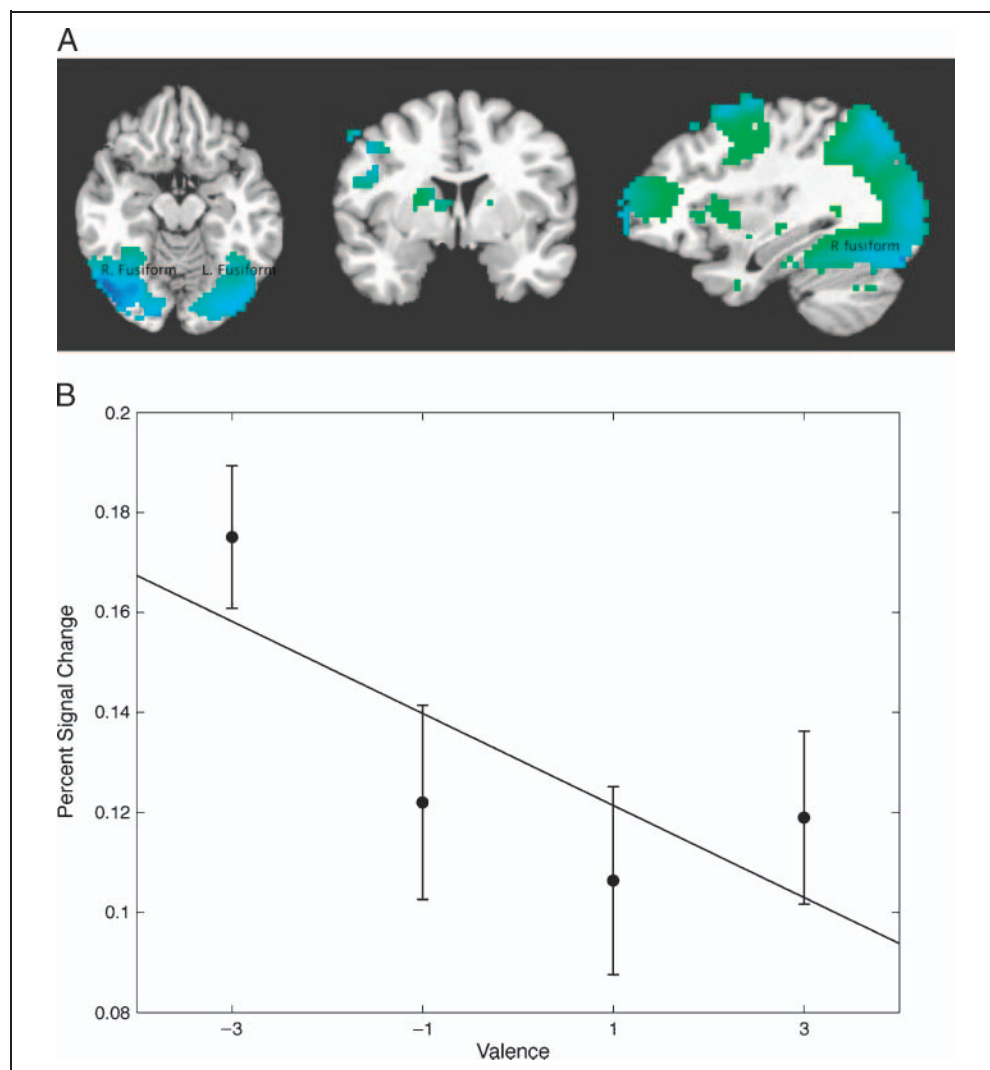 A
R. Fusiform L. Fusiform
R fusiform
B
0.2
0.18
0.16
0.14
0.12
0.1
0.08
Percent Signal Change
−3 −1 1 3
Valence